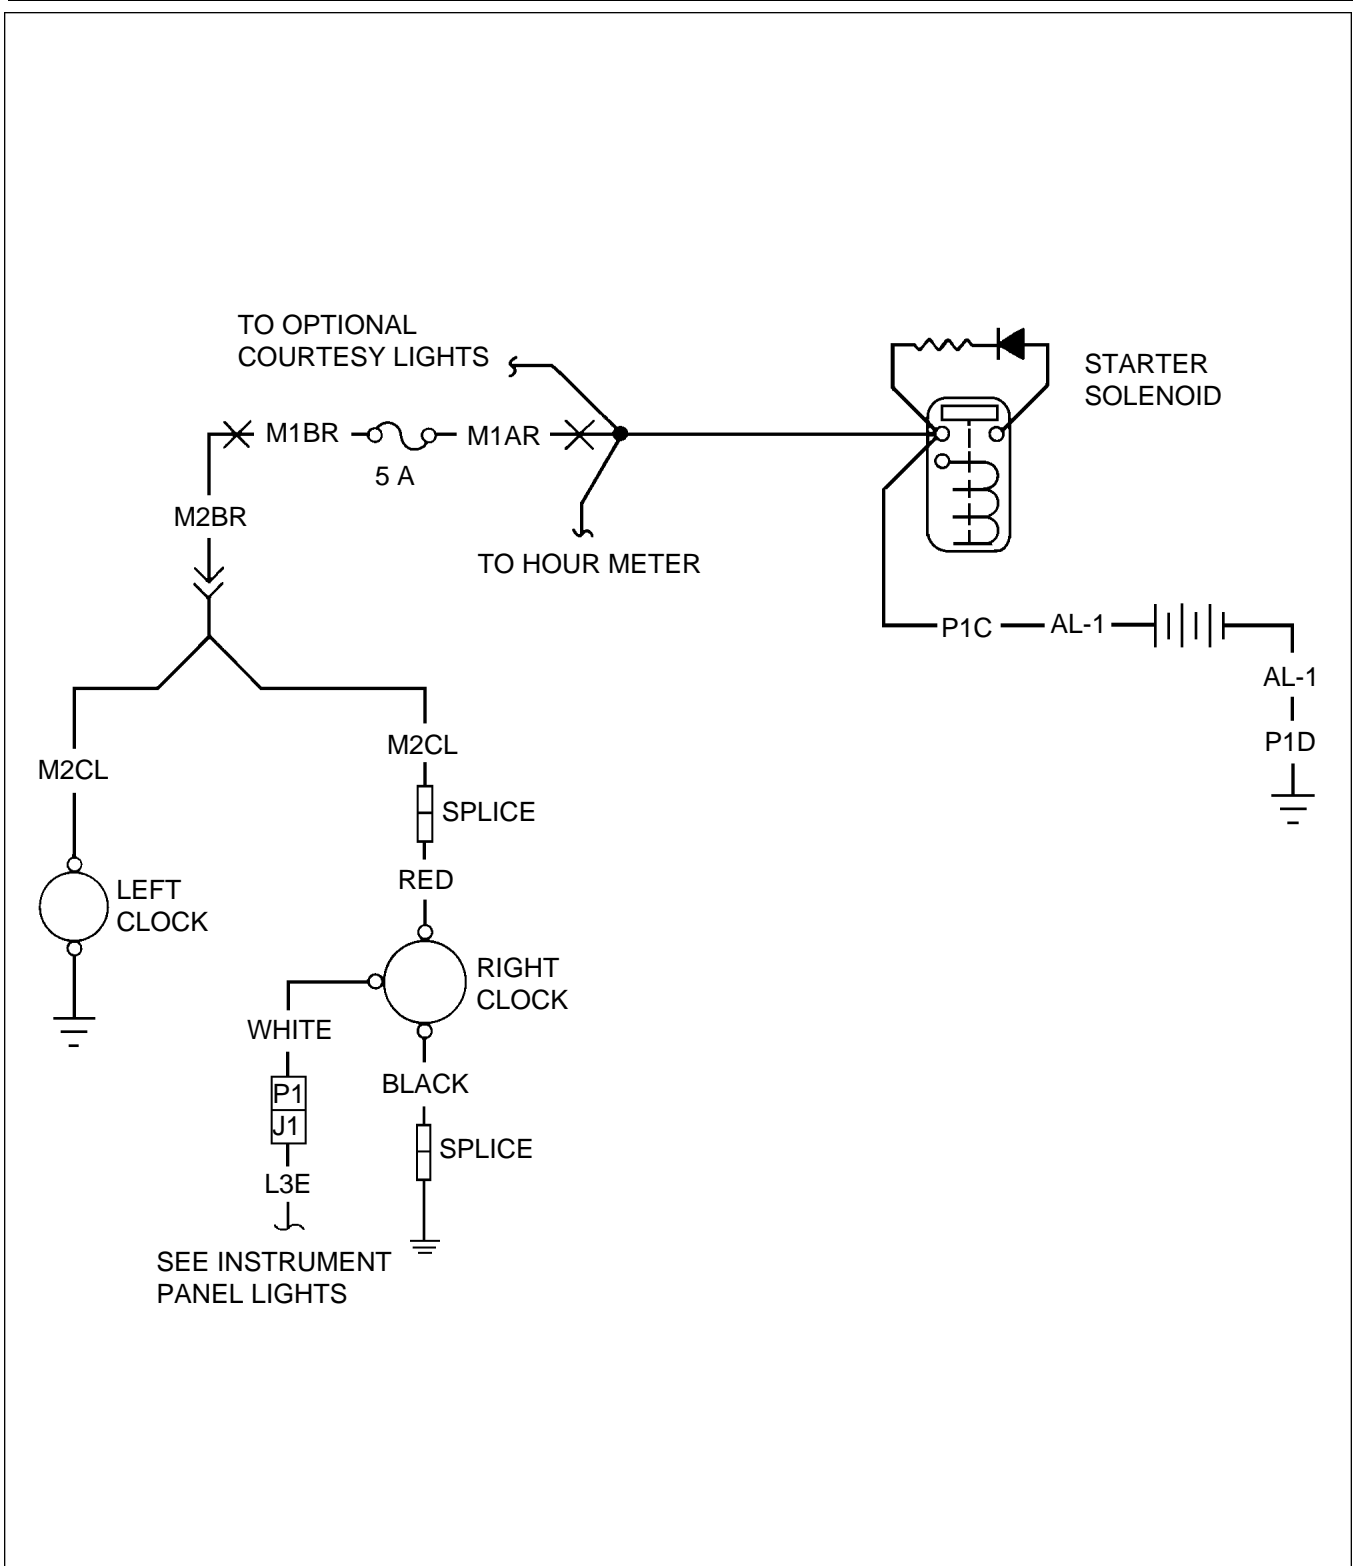 TO OPTIONAL
COURTESY LIGHTS
STARTER
SOLENOID
M1BR
M1AR
5 A
M2BR
TO HOUR METER
P1C
AL-1
AL-1
P1D
M2CL
M2CL
SPLICE
RED
LEFT
CLOCK
RIGHT
CLOCK
WHITE
BLACK
P1
J1
SPLICE
L3E
SEE INSTRUMENT
PANEL LIGHTS